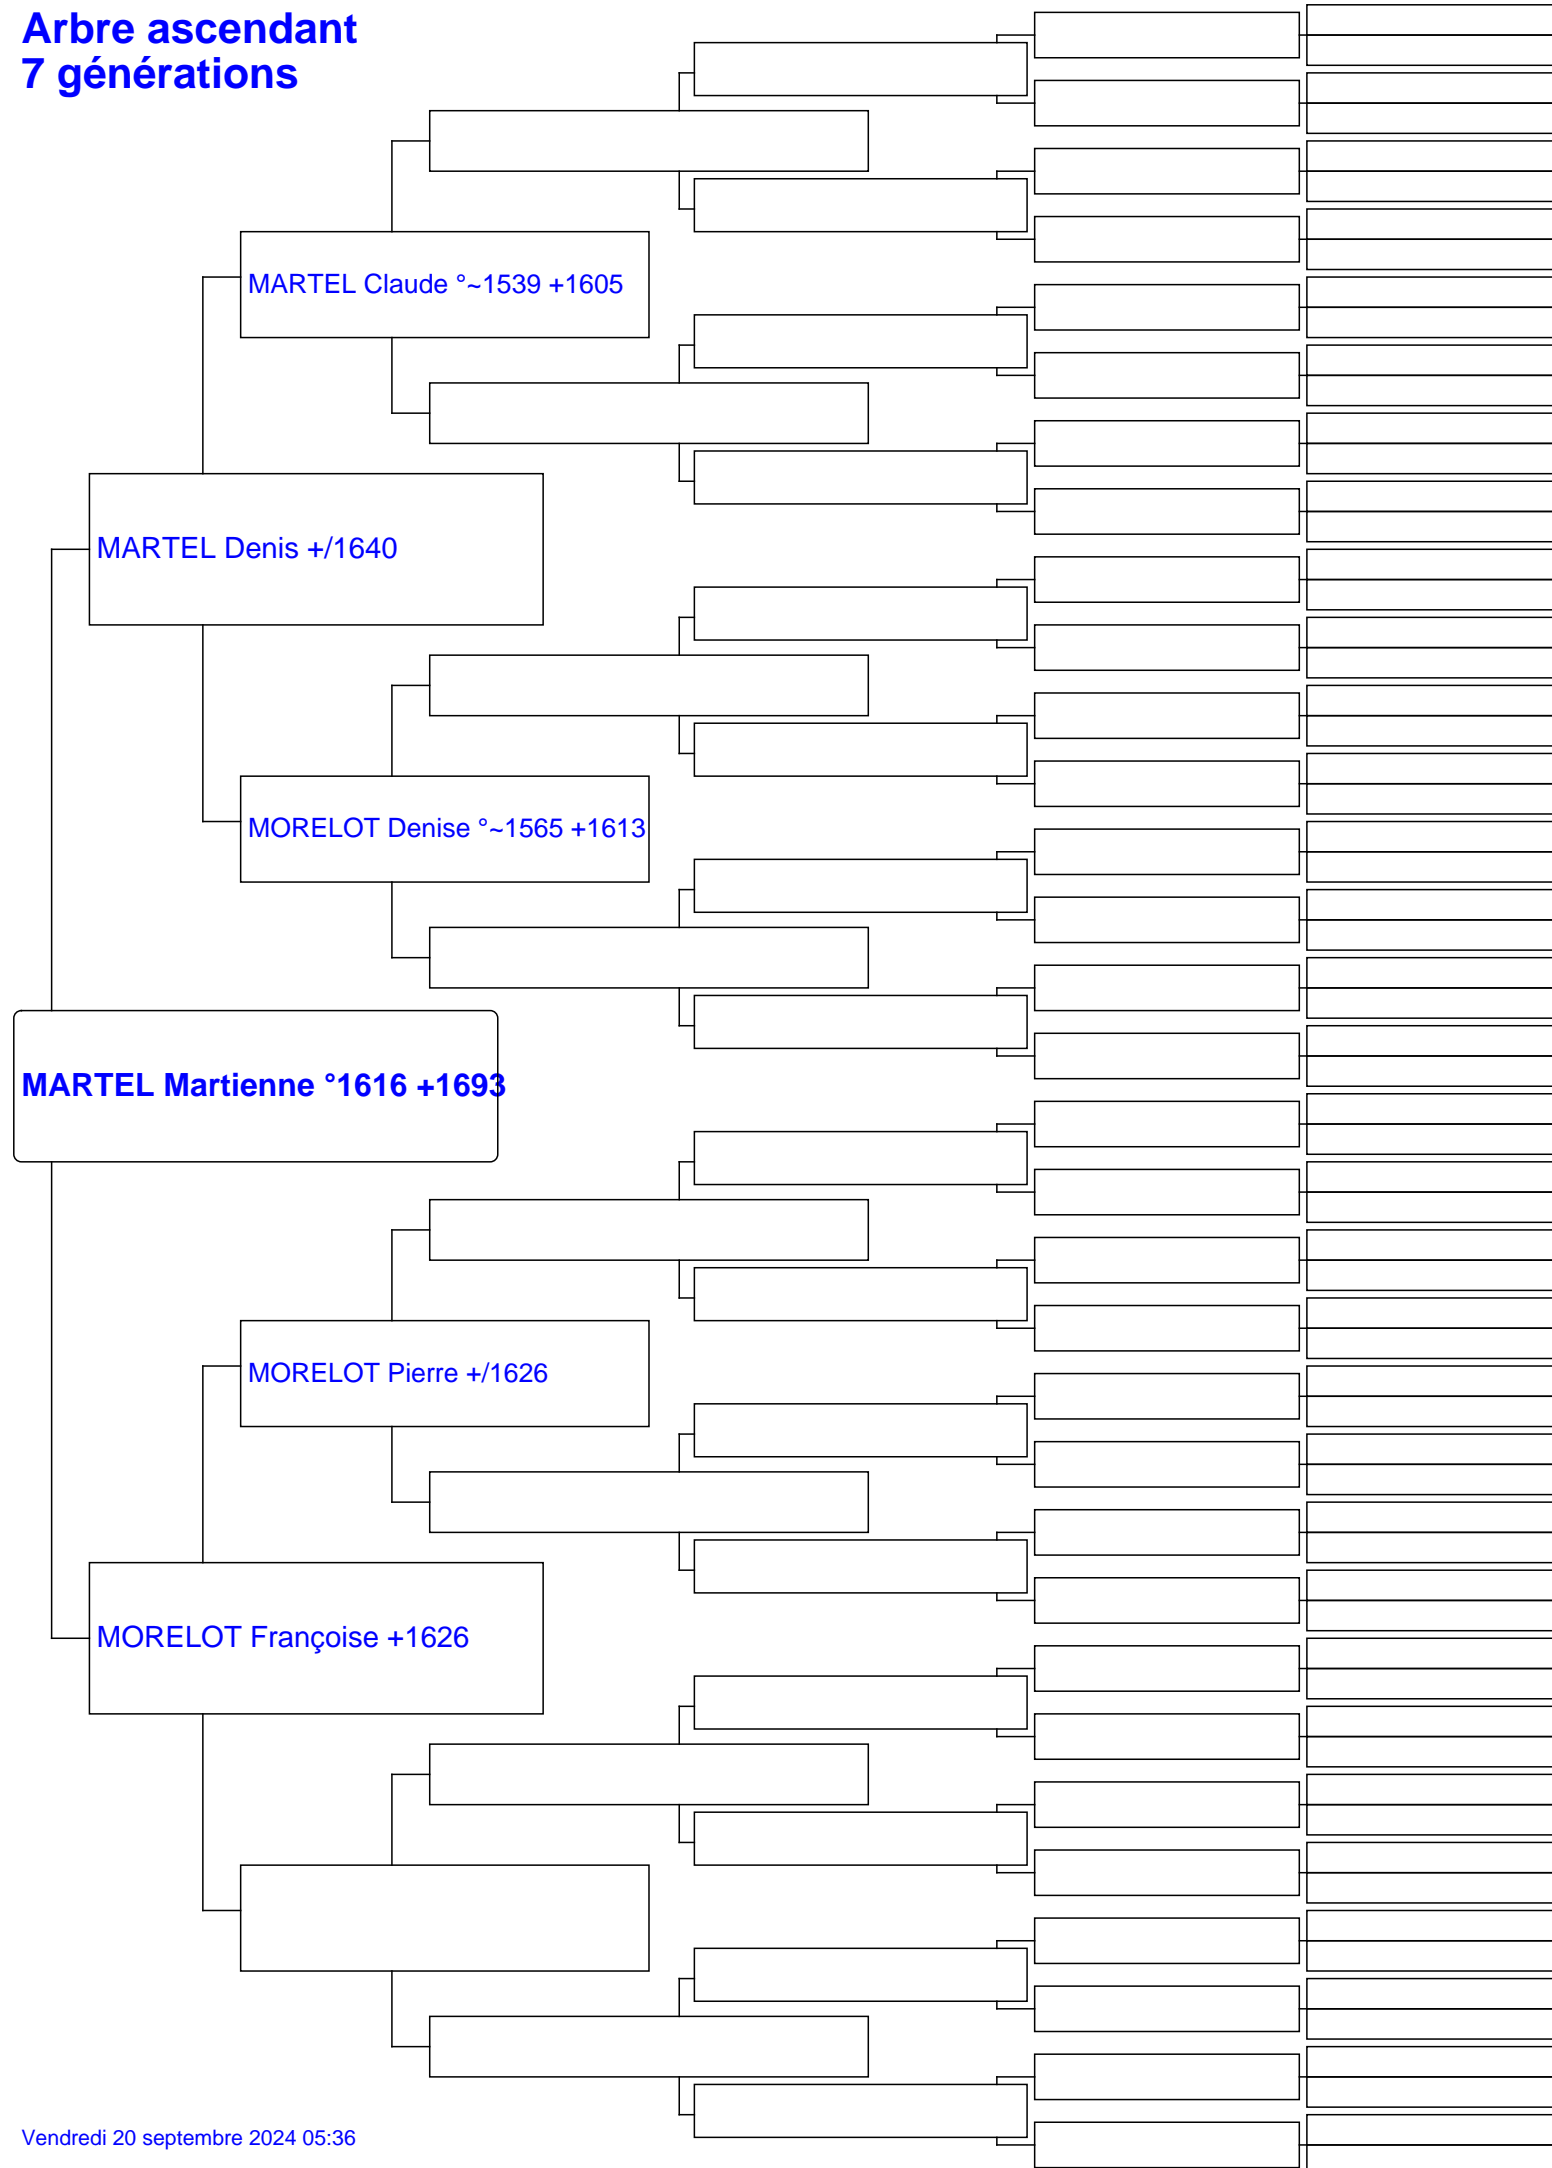 Arbre ascendant
7 générations
MARTEL Claude °~1539 +1605
MARTEL Denis +/1640
MORELOT Denise °~1565 +1613
MARTEL Martienne °1616 +1693
MORELOT Pierre +/1626
MORELOT Françoise +1626
Vendredi 20 septembre 2024 05:36